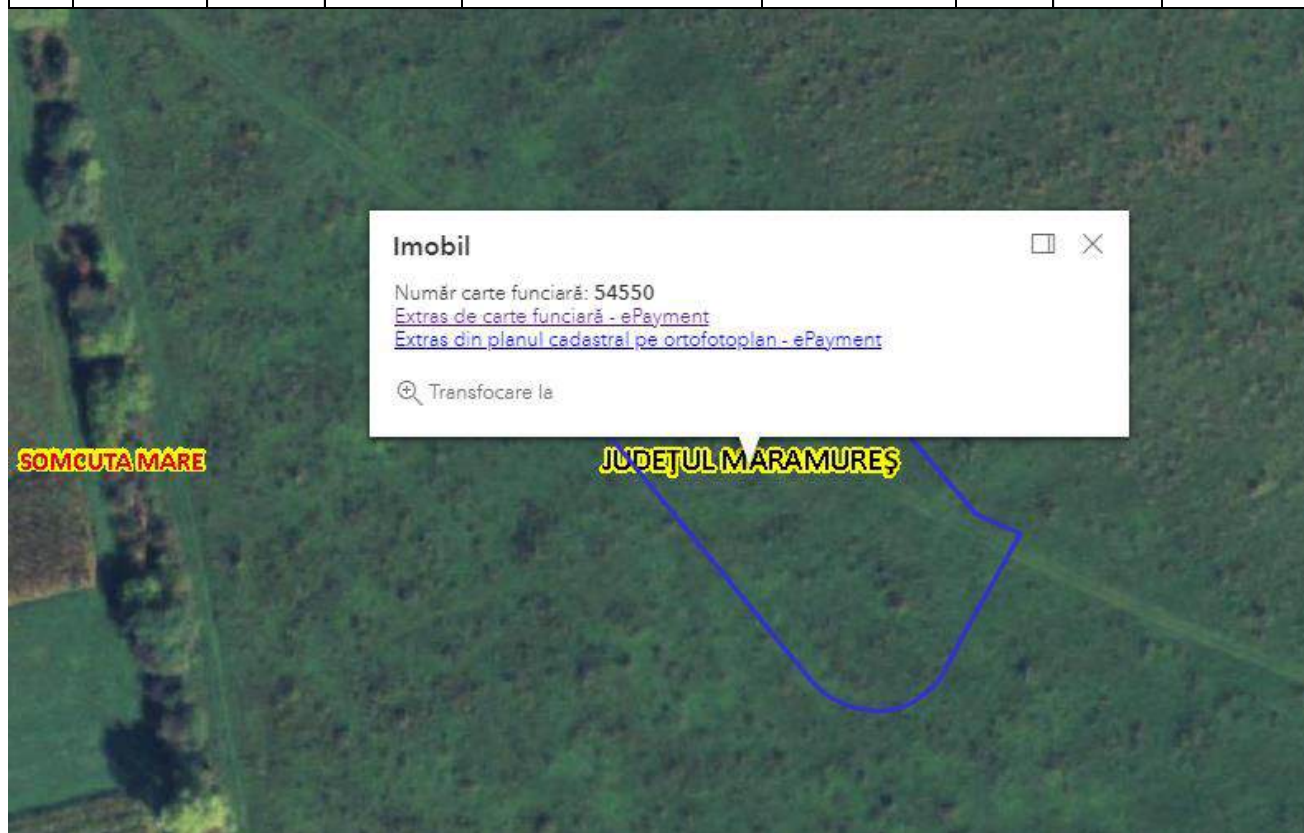 Imobil
Număr carte funciară: 54550
Extras de carte funciară - ePayment
Extras din planul cadastral pe ortofotoplan - ePayment
Transfocare la
SOMCUTA MARE
JUDEȚUL MARAMUREȘ